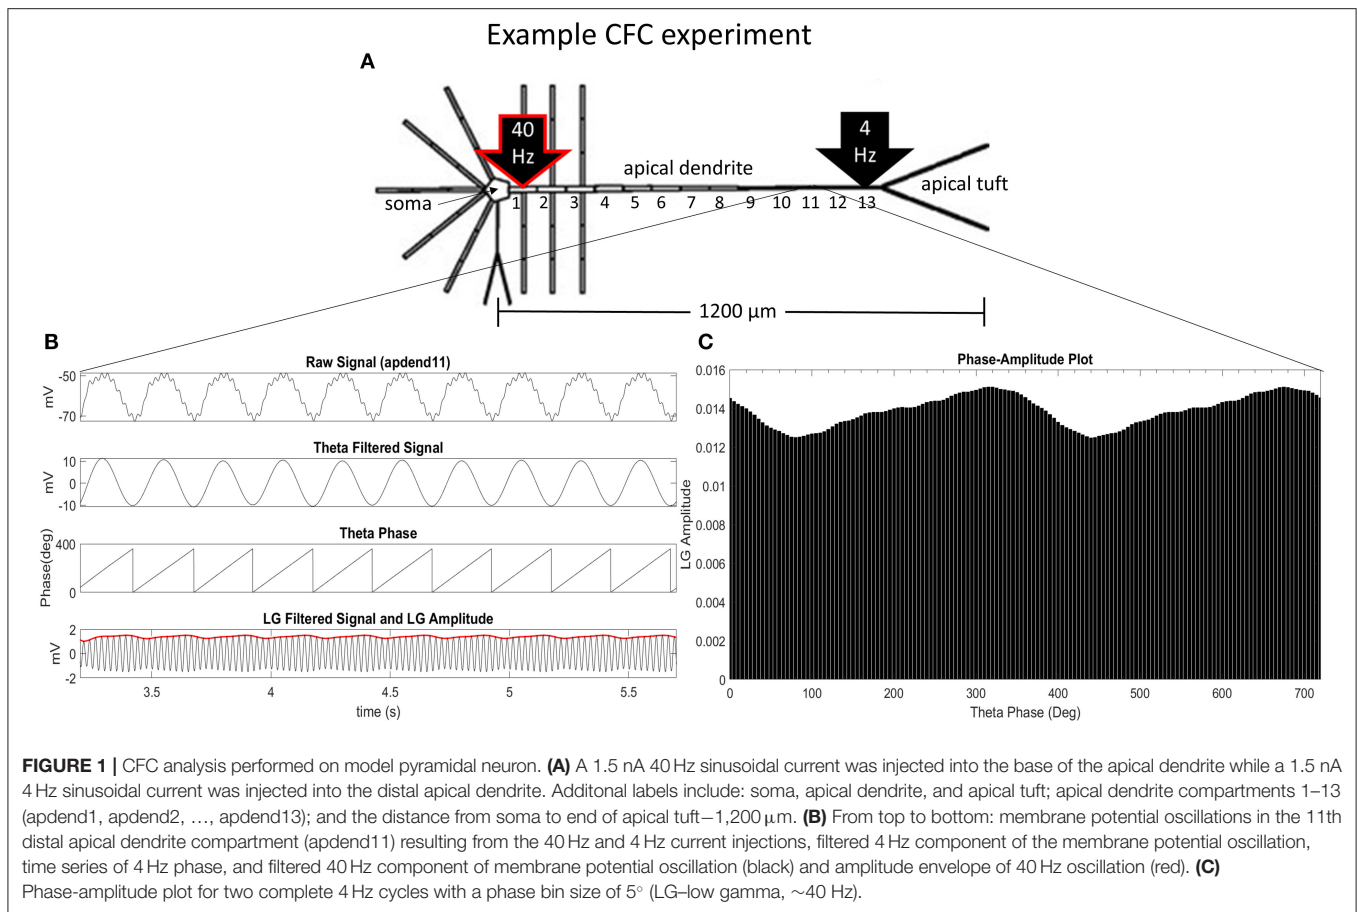 Example CFC experiment
A
40
Hz
4
Hz
apical dendrite
apical tuft
soma
1 2 3 4 5 6 7 8 9 10 11 12 13
1200 μm
B
Raw Signal (apdend11)
mV
-50
-70
Theta Filtered Signal
mV
10
0
-10
Theta Phase
Phase(deg)
400
0
LG Filtered Signal and LG Amplitude
mV
2
0
-2
3.5 4 4.5 5 5.5
time (s)
C
Phase-Amplitude Plot
LG Amplitude
0.016
0.014
0.012
0.01
0.008
0.006
0.004
0.002
0
0 100 200 300 400 500 600 700
Theta Phase (Deg)
FIGURE 1 | CFC analysis performed on model pyramidal neuron. (A) A 1.5 nA 40 Hz sinusoidal current was injected into the base of the apical dendrite while a 1.5 nA
4 Hz sinusoidal current was injected into the distal apical dendrite. Additonal labels include: soma, apical dendrite, and apical tuft; apical dendrite compartments 1–13
(apdend1, apdend2, …, apdend13); and the distance from soma to end of apical tuft—1,200 μm. (B) From top to bottom: membrane potential oscillations in the 11th
distal apical dendrite compartment (apdend11) resulting from the 40 Hz and 4 Hz current injections, filtered 4 Hz component of the membrane potential oscillation,
time series of 4 Hz phase, and filtered 40 Hz component of membrane potential oscillation (black) and amplitude envelope of 40 Hz oscillation (red). (C)
Phase-amplitude plot for two complete 4 Hz cycles with a phase bin size of 5° (LG–low gamma, ∼40 Hz).